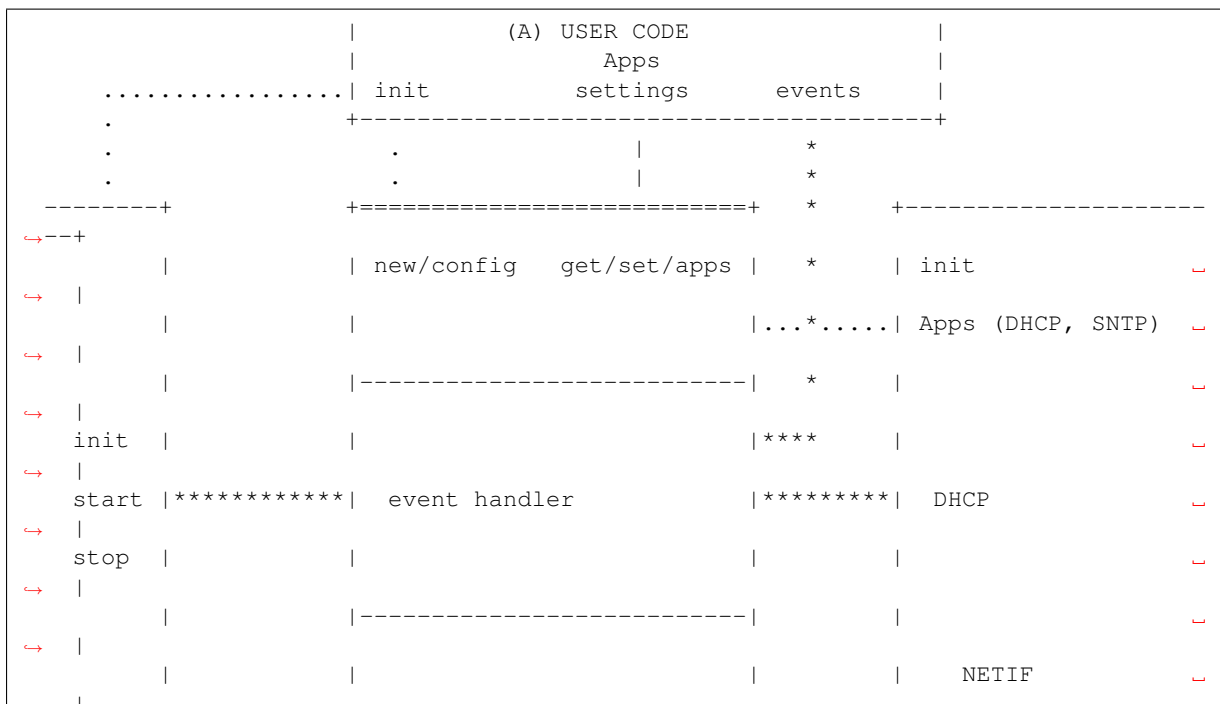 |          (A) USER CODE                 |
                       |                 Apps                   |
      .................| init          settings      events     |
      .                +----------------------------------------+
      .                   .                |           *
      .                   .                |           *
  --------+            +===========================+   *     +---------------------
↪--+
          |            | new/config   get/set/apps |   *     | init                ␣
↪  |
          |            |                           |...*.....| Apps (DHCP, SNTP)   ␣
↪  |
          |            |---------------------------|   *     |                     ␣
↪  |
    init  |            |                           |****     |                     ␣
↪  |
    start |************|  event handler            |*********|  DHCP               ␣
↪  |
    stop  |            |                           |         |                     ␣
↪  |
          |            |---------------------------|         |                     ␣
↪  |
          |            |                           |         |    NETIF            ␣